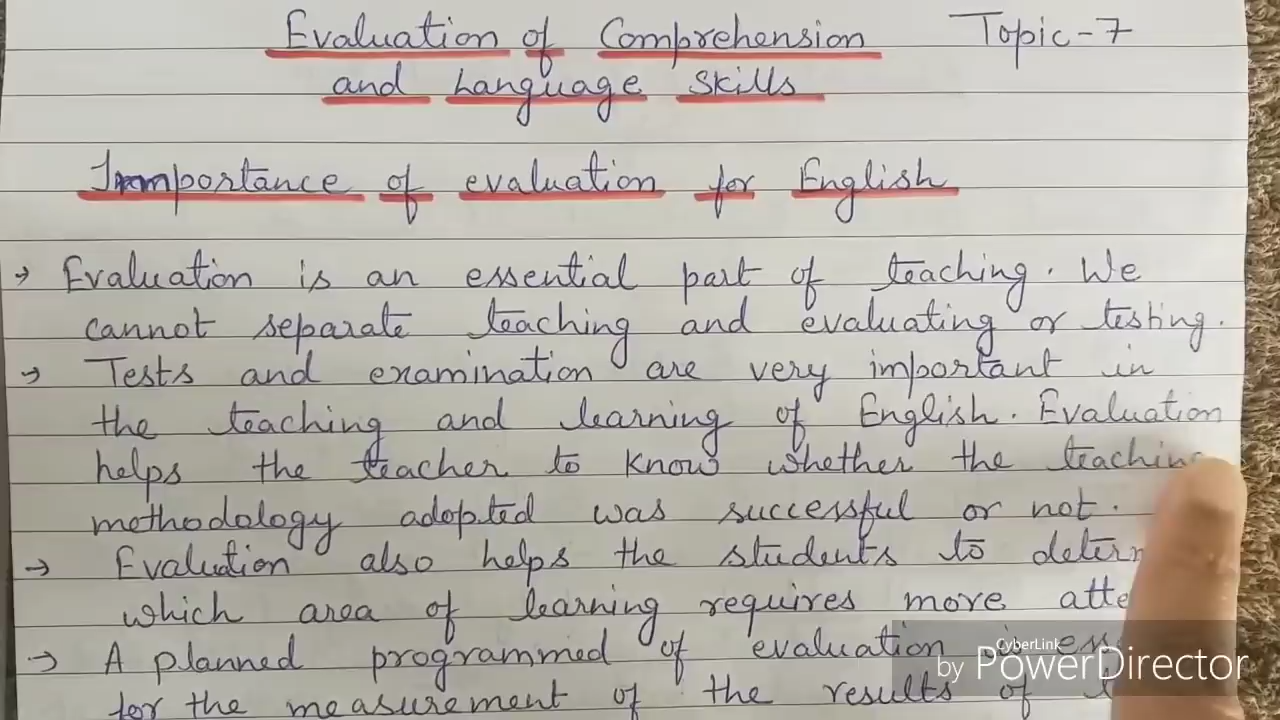 Evaluation of Comprehension Topic-7
and Language Skills
Importance of evaluation for English
→ Evaluation is an essential part of teaching. We
cannot separate teaching and evaluating or testing.
→ Tests and examination are very important in
the teaching and learning of English. Evaluation
helps the teacher to know whether the teaching
methodology adopted was successful or not.
→ Evaluation also helps the students to
which area of learning requires more
→ A planned programmed of evaluation is
for the measurement of the results of
CyberLink
by PowerDirector